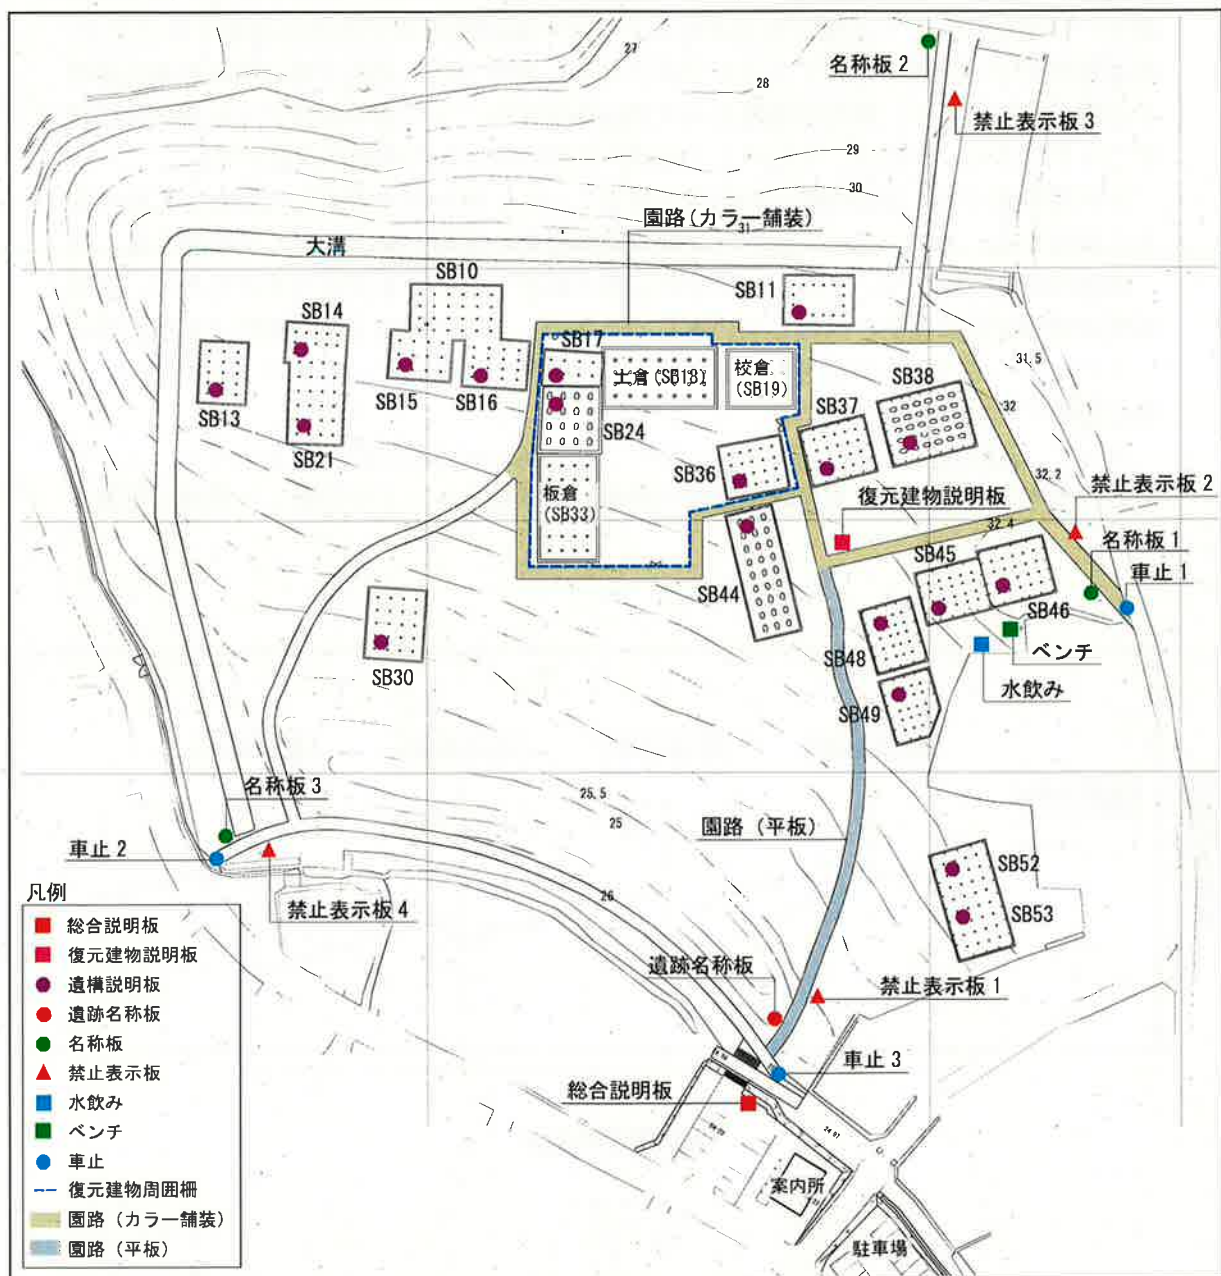 27
名称板 2
28
禁止表示板 3
29
30
園路(カラー舗装)
31
大溝
SB10
SB11
SB14
SB17
31.5
土倉(SB18)
校倉
(SB19)
SB38
32
SB13
SB15
SB16
SB37
SB21
SB24
SB36
32.2
禁止表示板 2
板倉
(SB33)
復元建物説明板
32.4
名称板 1
SB45
車止 1
SB44
SB46
SB48
ベンチ
SB30
水飲み
SB49
名称板 3
25.5
25
園路 (平板)
車止 2
SB52
凡例
26
禁止表示板 4
SB53
総合説明板
復元建物説明板
遺構説明板
遺跡名称板
名称板
禁止表示板
水飲み
ベンチ
車止
復元建物周囲柵
園路 (カラー舗装)
園路 (平板)
遺跡名称板
禁止表示板 1
車止 3
総合説明板
24.97
案内所
駐車場